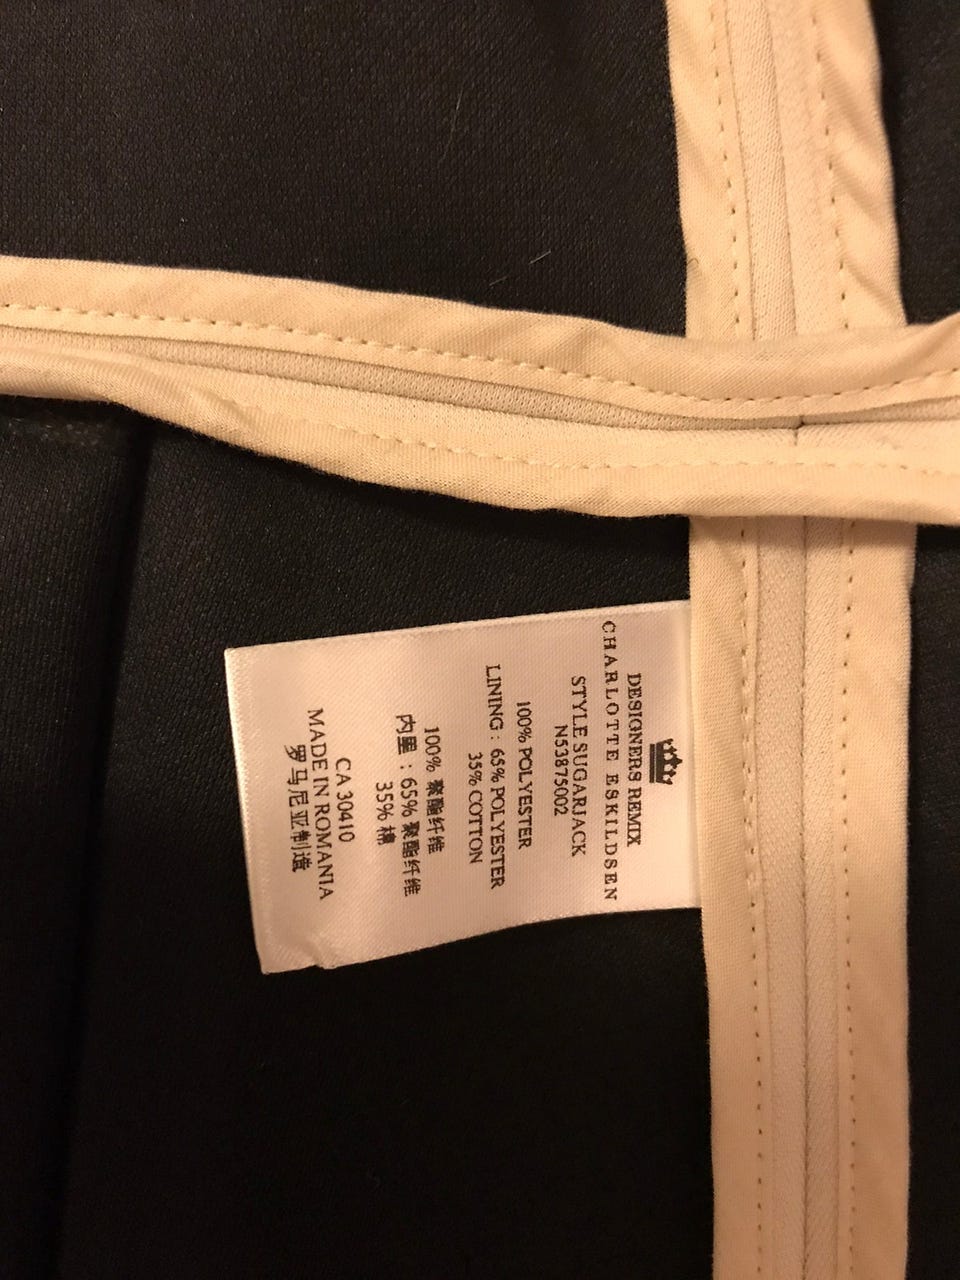 DESIGNERS REMIX
CHARLOTTE ESKILDSEN
STYLE SUGARJACK
N53875002
100% POLYESTER
LINING : 65% POLYESTER
35% COTTON
100% 聚酯纤维
内里：65% 聚酯纤维
35% 棉
CA 30410
MADE IN ROMANIA
罗马尼亚制造